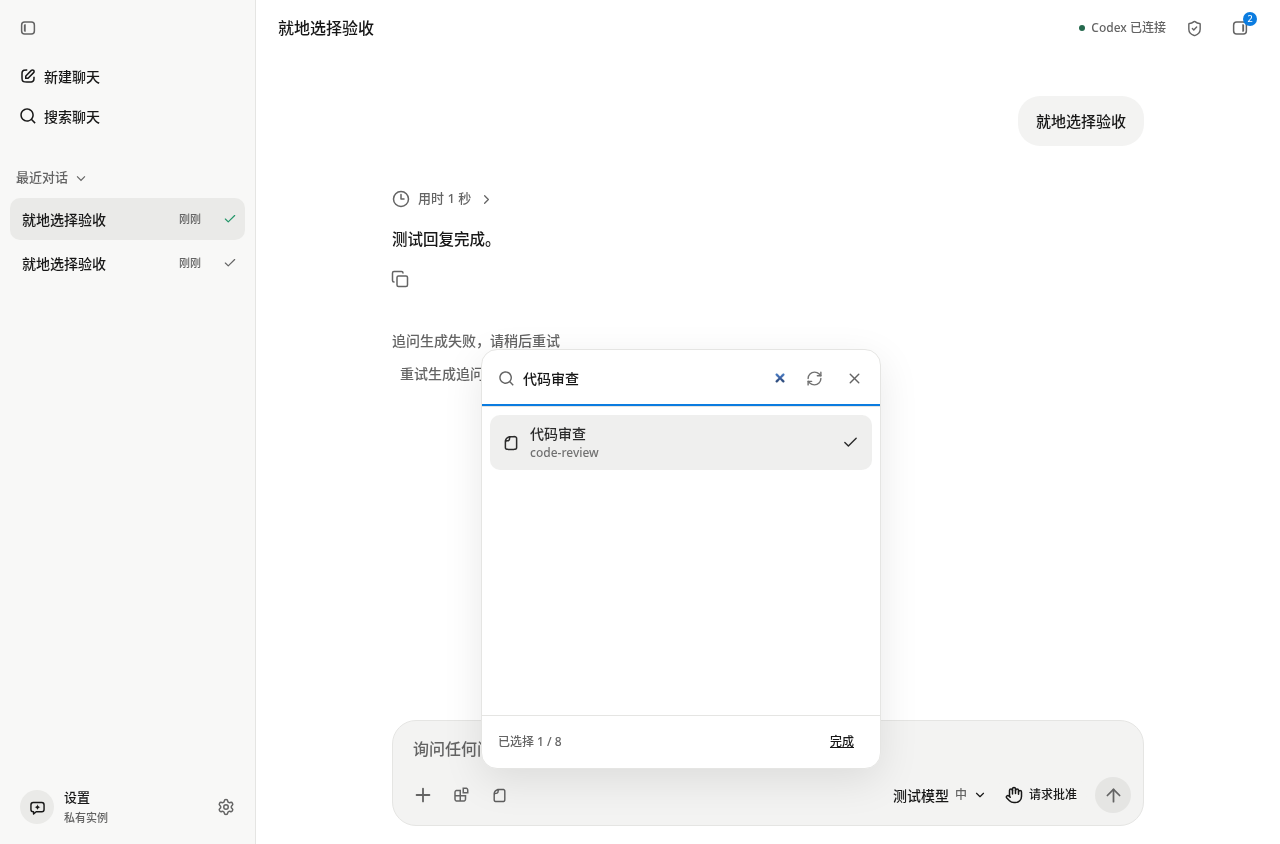 新建聊天
搜索聊天
最近对话
就地选择验收 刚刚
就地选择验收 刚刚
设置
私有实例
就地选择验收
Codex 已连接
2
就地选择验收
用时 1 秒
测试回复完成。
追问生成失败，请稍后重试
重试生成追问
代码审查
代码审查
code-review
已选择 1 / 8
完成
询问任何
测试模型 中
请求批准